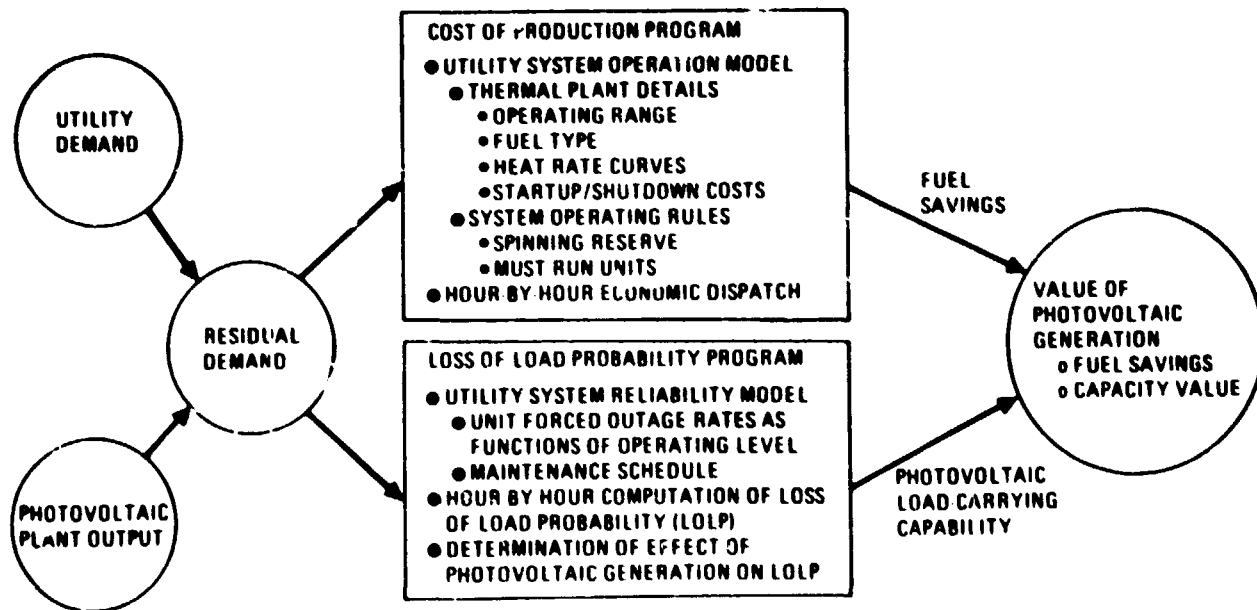 UTILITY
DEMAND
PHOTOVOLTAIC
PLANT OUTPUT
RESIDUAL
DEMAND
COST OF PRODUCTION PROGRAM
● UTILITY SYSTEM OPERATION MODEL
● THERMAL PLANT DETAILS
● OPERATING RANGE
● FUEL TYPE
● HEAT RATE CURVES
● STARTUP/SHUTDOWN COSTS
● SYSTEM OPERATING RULES
● SPINNING RESERVE
● MUST RUN UNITS
● HOUR-BY-HOUR ECONOMIC DISPATCH
LOSS OF LOAD PROBABILITY PROGRAM
● UTILITY SYSTEM RELIABILITY MODEL
● UNIT FORCED OUTAGE RATES AS
FUNCTIONS OF OPERATING LEVEL
● MAINTENANCE SCHEDULE
● HOUR BY HOUR COMPUTATION OF LOSS
OF LOAD PROBABILITY (LOLP)
● DETERMINATION OF EFFECT OF
PHOTOVOLTAIC GENERATION ON LOLP
FUEL
SAVINGS
PHOTOVOLTAIC
LOAD-CARRYING
CAPABILITY
VALUE OF
PHOTOVOLTAIC
GENERATION
o FUEL SAVINGS
o CAPACITY VALUE